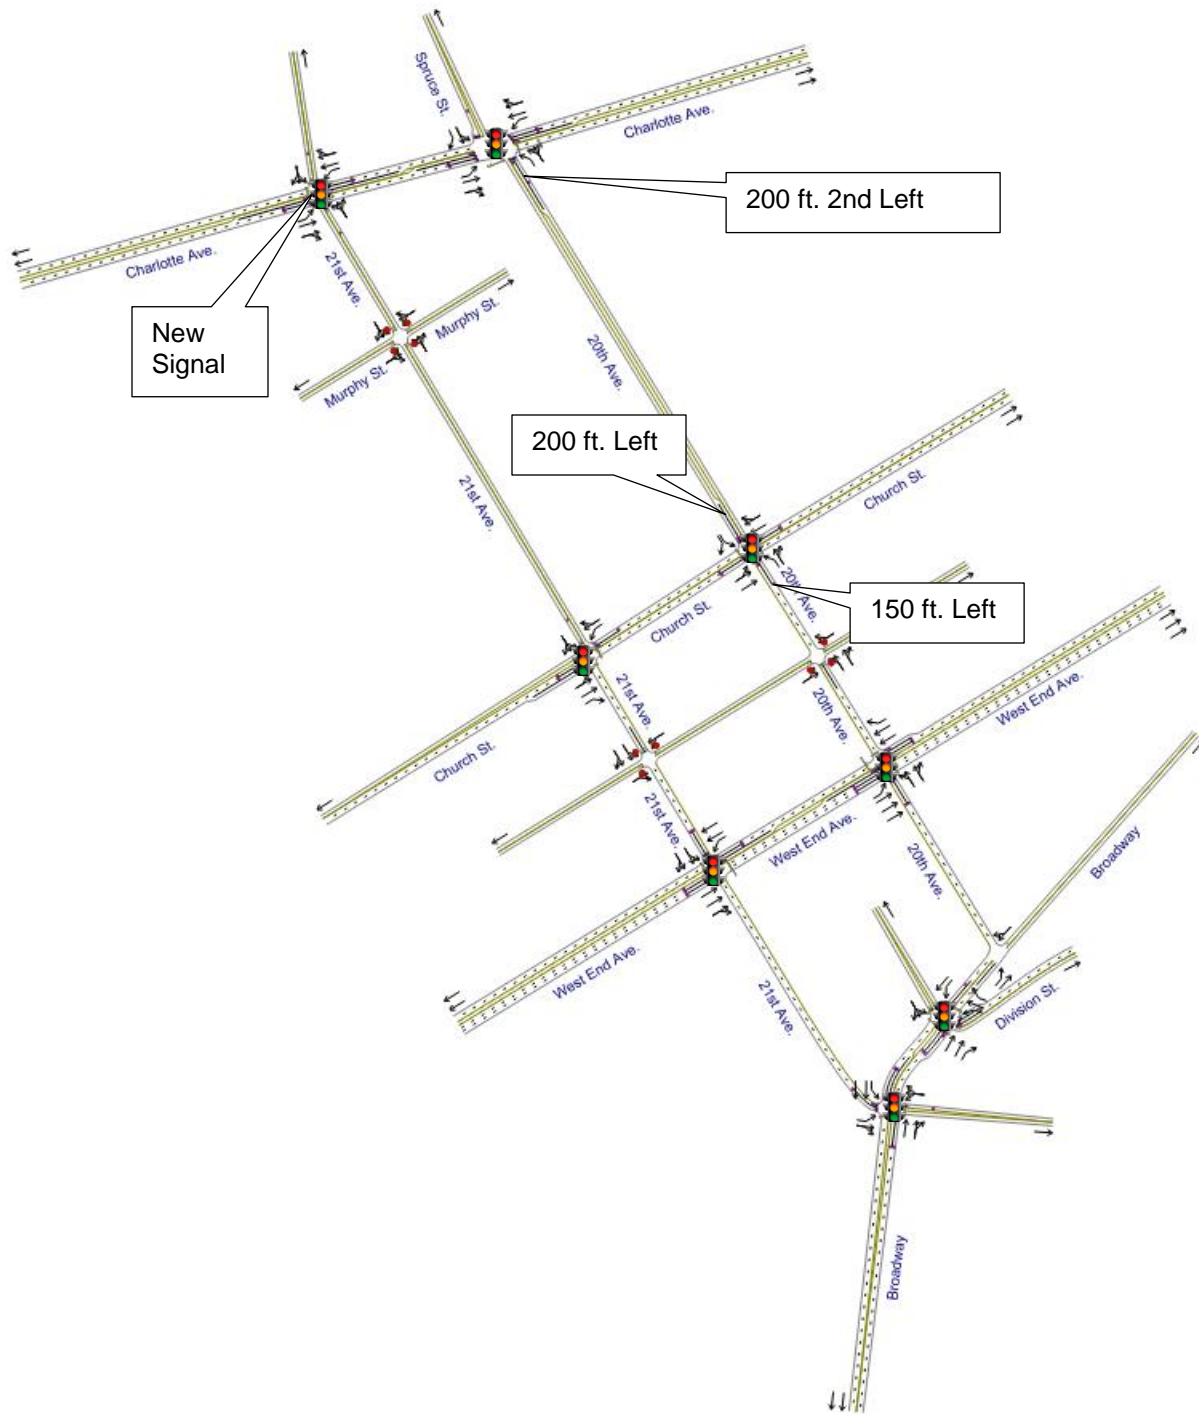 Spruce St.
Charlotte Ave.
200 ft. 2nd Left
Charlotte Ave.
21st Ave.
New
Signal
Murphy St.
Murphy St.
20th Ave.
200 ft. Left
Church St.
21st Ave.
20th Ave.
150 ft. Left
Church St.
21st Ave.
20th Ave.
West End Ave.
Church St.
21st Ave.
West End Ave.
20th Ave.
Broadway
West End Ave.
21st Ave.
Division St.
Broadway